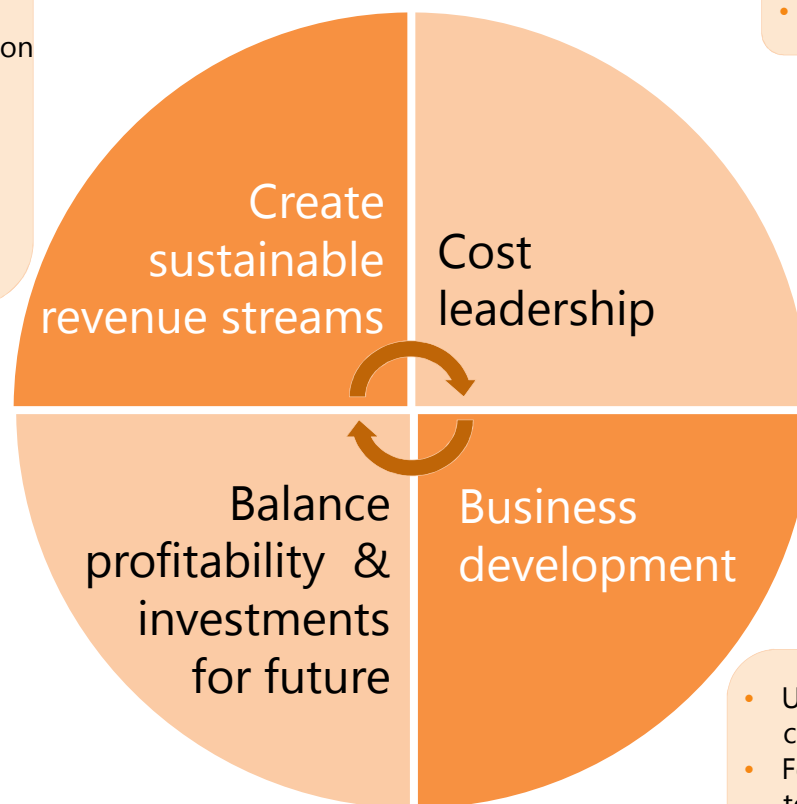 on
Create
sustainable
revenue streams
Cost
leadership
Balance
profitability &
investments
for future
Business
development